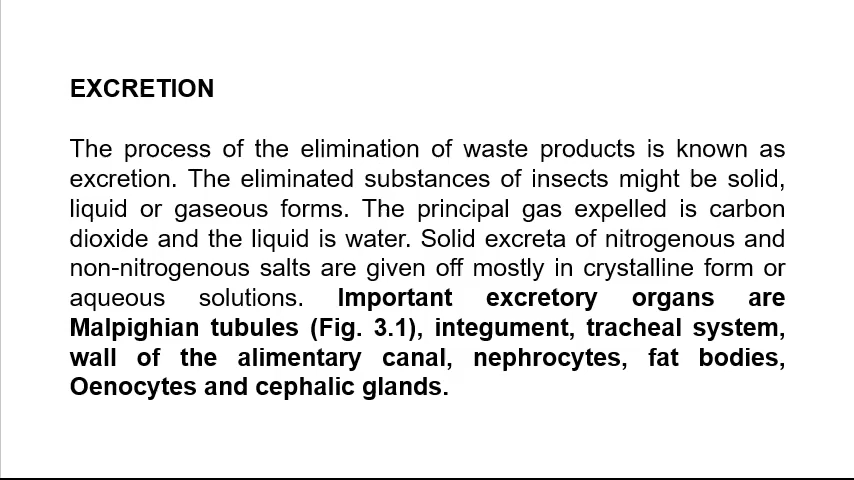 EXCRETION
The process of the elimination of waste products is known as
excretion. The eliminated substances of insects might be solid,
liquid or gaseous forms. The principal gas expelled is carbon
dioxide and the liquid is water. Solid excreta of nitrogenous and
non-nitrogenous salts are given off mostly in crystalline form or
aqueous solutions. Important excretory organs are
Malpighian tubules (Fig. 3.1), integument, tracheal system,
wall of the alimentary canal, nephrocytes, fat bodies,
Oenocytes and cephalic glands.